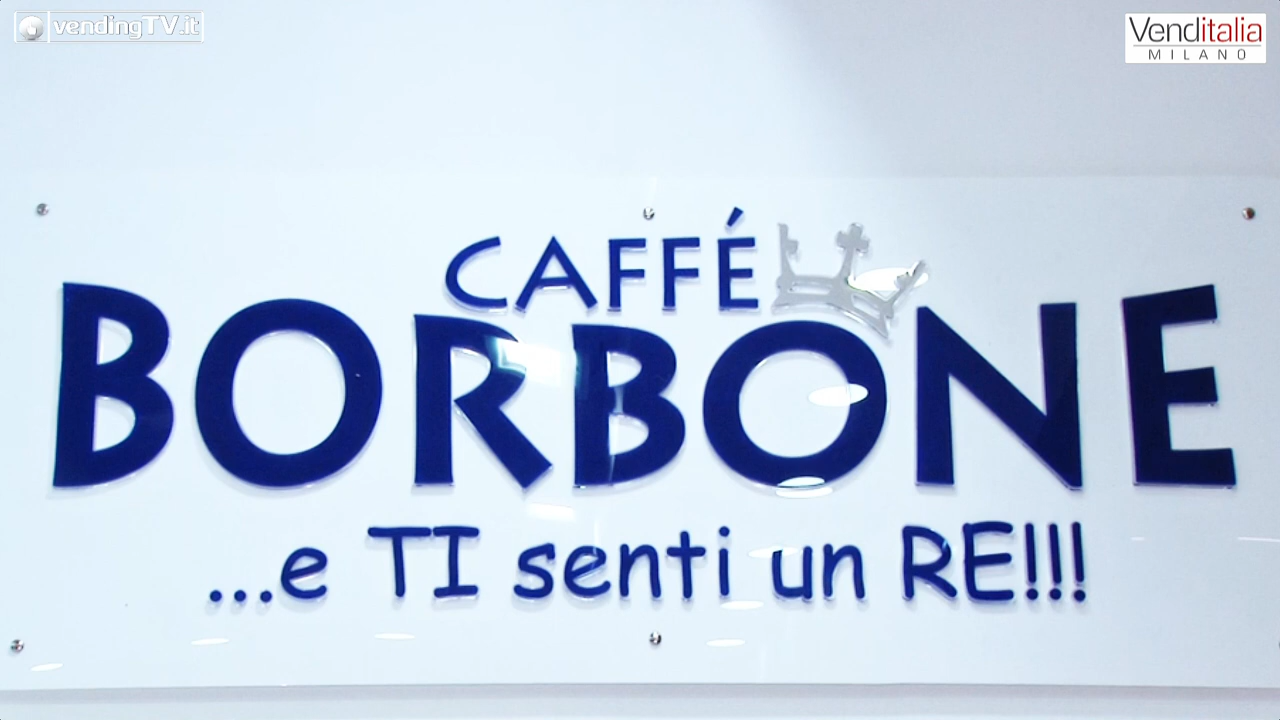 vendingTV.it
Venditalia
MILANO
CAFFÉ
BORBONE
...e TI senti un RE!!!